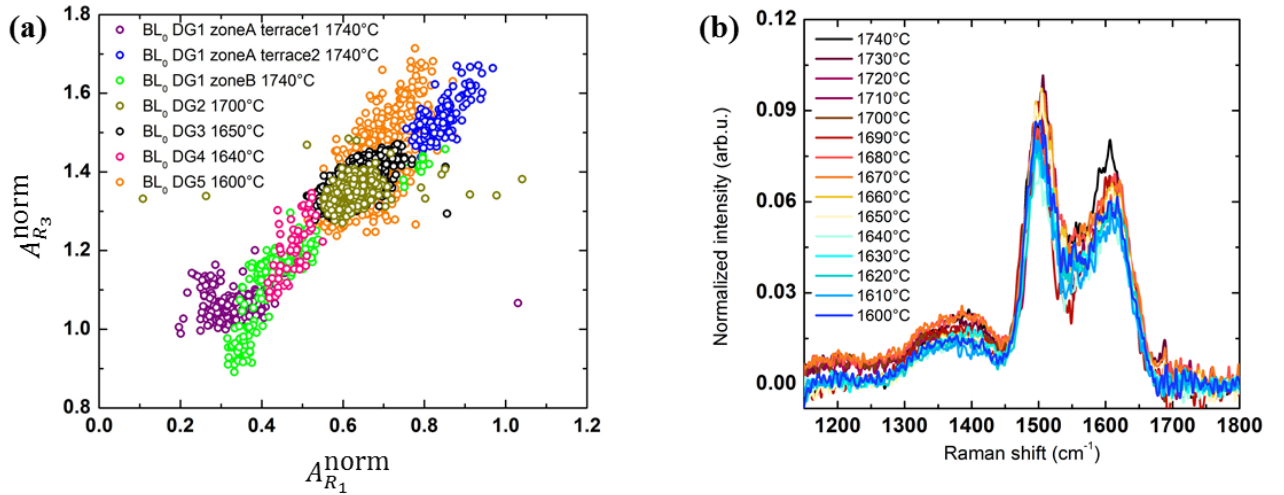 (a)
BL₀ DG1 zoneA terrace1 1740°C
BL₀ DG1 zoneA terrace2 1740°C
BL₀ DG1 zoneB 1740°C
BL₀ DG2 1700°C
BL₀ DG3 1650°C
BL₀ DG4 1640°C
BL₀ DG5 1600°C
1.8
1.6
1.4
1.2
1.0
0.8
A_{R₃}^{norm}
0.0 0.2 0.4 0.6 0.8 1.0 1.2
A_{R₁}^{norm}
(b)
1740°C
1730°C
1720°C
1710°C
1700°C
1690°C
1680°C
1670°C
1660°C
1650°C
1640°C
1630°C
1620°C
1610°C
1600°C
0.12
0.09
0.06
0.03
0.00
Normalized intensity (arb.u.)
1200 1300 1400 1500 1600 1700 1800
Raman shift (cm⁻¹)